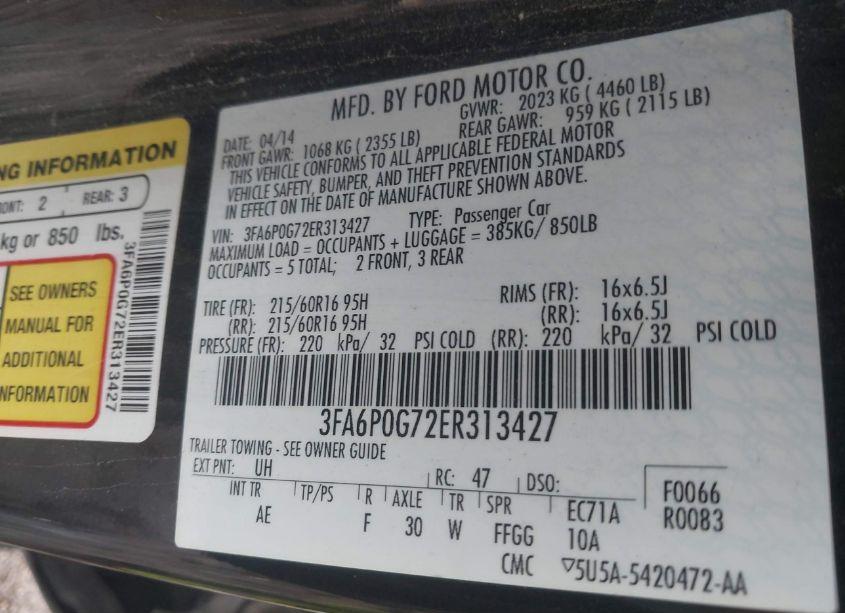 NG INFORMATION
RONT: 2 REAR: 3
kg or 850 lbs.
SEE OWNERS
MANUAL FOR
ADDITIONAL
INFORMATION
3FA6P0G72ER313427
MFD. BY FORD MOTOR CO.
DATE: 04/14 GVWR: 2023 KG ( 4460 LB)
FRONT GAWR: 1068 KG ( 2355 LB) REAR GAWR: 959 KG ( 2115 LB)
THIS VEHICLE CONFORMS TO ALL APPLICABLE FEDERAL MOTOR
VEHICLE SAFETY, BUMPER, AND THEFT PREVENTION STANDARDS
IN EFFECT ON THE DATE OF MANUFACTURE SHOWN ABOVE.
VIN: 3FA6P0G72ER313427 TYPE: Passenger Car
MAXIMUM LOAD = OCCUPANTS + LUGGAGE = 385KG/ 850LB
OCCUPANTS = 5 TOTAL; 2 FRONT, 3 REAR
TIRE (FR): 215/60R16 95H RIMS (FR): 16x6.5J
(RR): 215/60R16 95H (RR): 16x6.5J
PRESSURE (FR): 220 kPa/ 32 PSI COLD (RR): 220 kPa/ 32 PSI COLD
3FA6P0G72ER313427
TRAILER TOWING - SEE OWNER GUIDE
EXT PNT: UH RC: 47 DSO: F0066
INT TR TP/PS R AXLE TR SPR EC71A R0083
AE F 30 W FFGG 10A
CMC ▽5U5A-5420472-AA